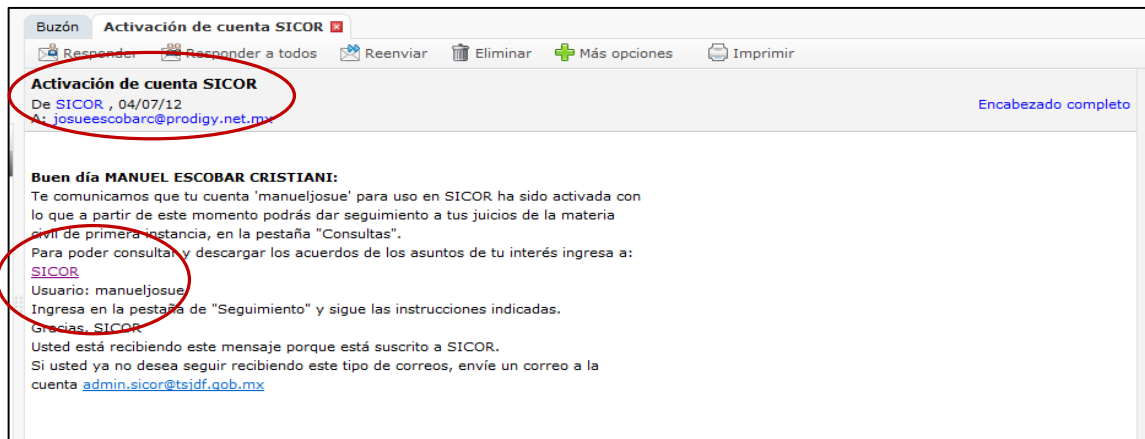 Buzón Activación de cuenta SICOR
Responder Responder a todos Reenviar Eliminar Más opciones Imprimir
Activación de cuenta SICOR
De SICOR , 04/07/12 Encabezado completo
A: josueescobarc@prodigy.net.mx
Buen día MANUEL ESCOBAR CRISTIANI:
Te comunicamos que tu cuenta 'manueljosue' para uso en SICOR ha sido activada con
lo que a partir de este momento podrás dar seguimiento a tus juicios de la materia
civil de primera instancia, en la pestaña "Consultas".
Para poder consultar y descargar los acuerdos de los asuntos de tu interés ingresa a:
SICOR
Usuario: manueljosue
Ingresa en la pestaña de "Seguimiento" y sigue las instrucciones indicadas.
Gracias, SICOR
Usted está recibiendo este mensaje porque está suscrito a SICOR.
Si usted ya no desea seguir recibiendo este tipo de correos, envíe un correo a la
cuenta admin.sicor@tsjdf.gob.mx